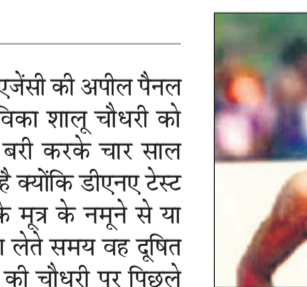 एजेंसी की अपील पैनल
शालू चौधरी को
बरी करके चार साल
है क्योंकि डीएनए टेस्ट
के मूत्र के नमूने से या
लेते समय वह दूषित
की चौधरी पर पिछले